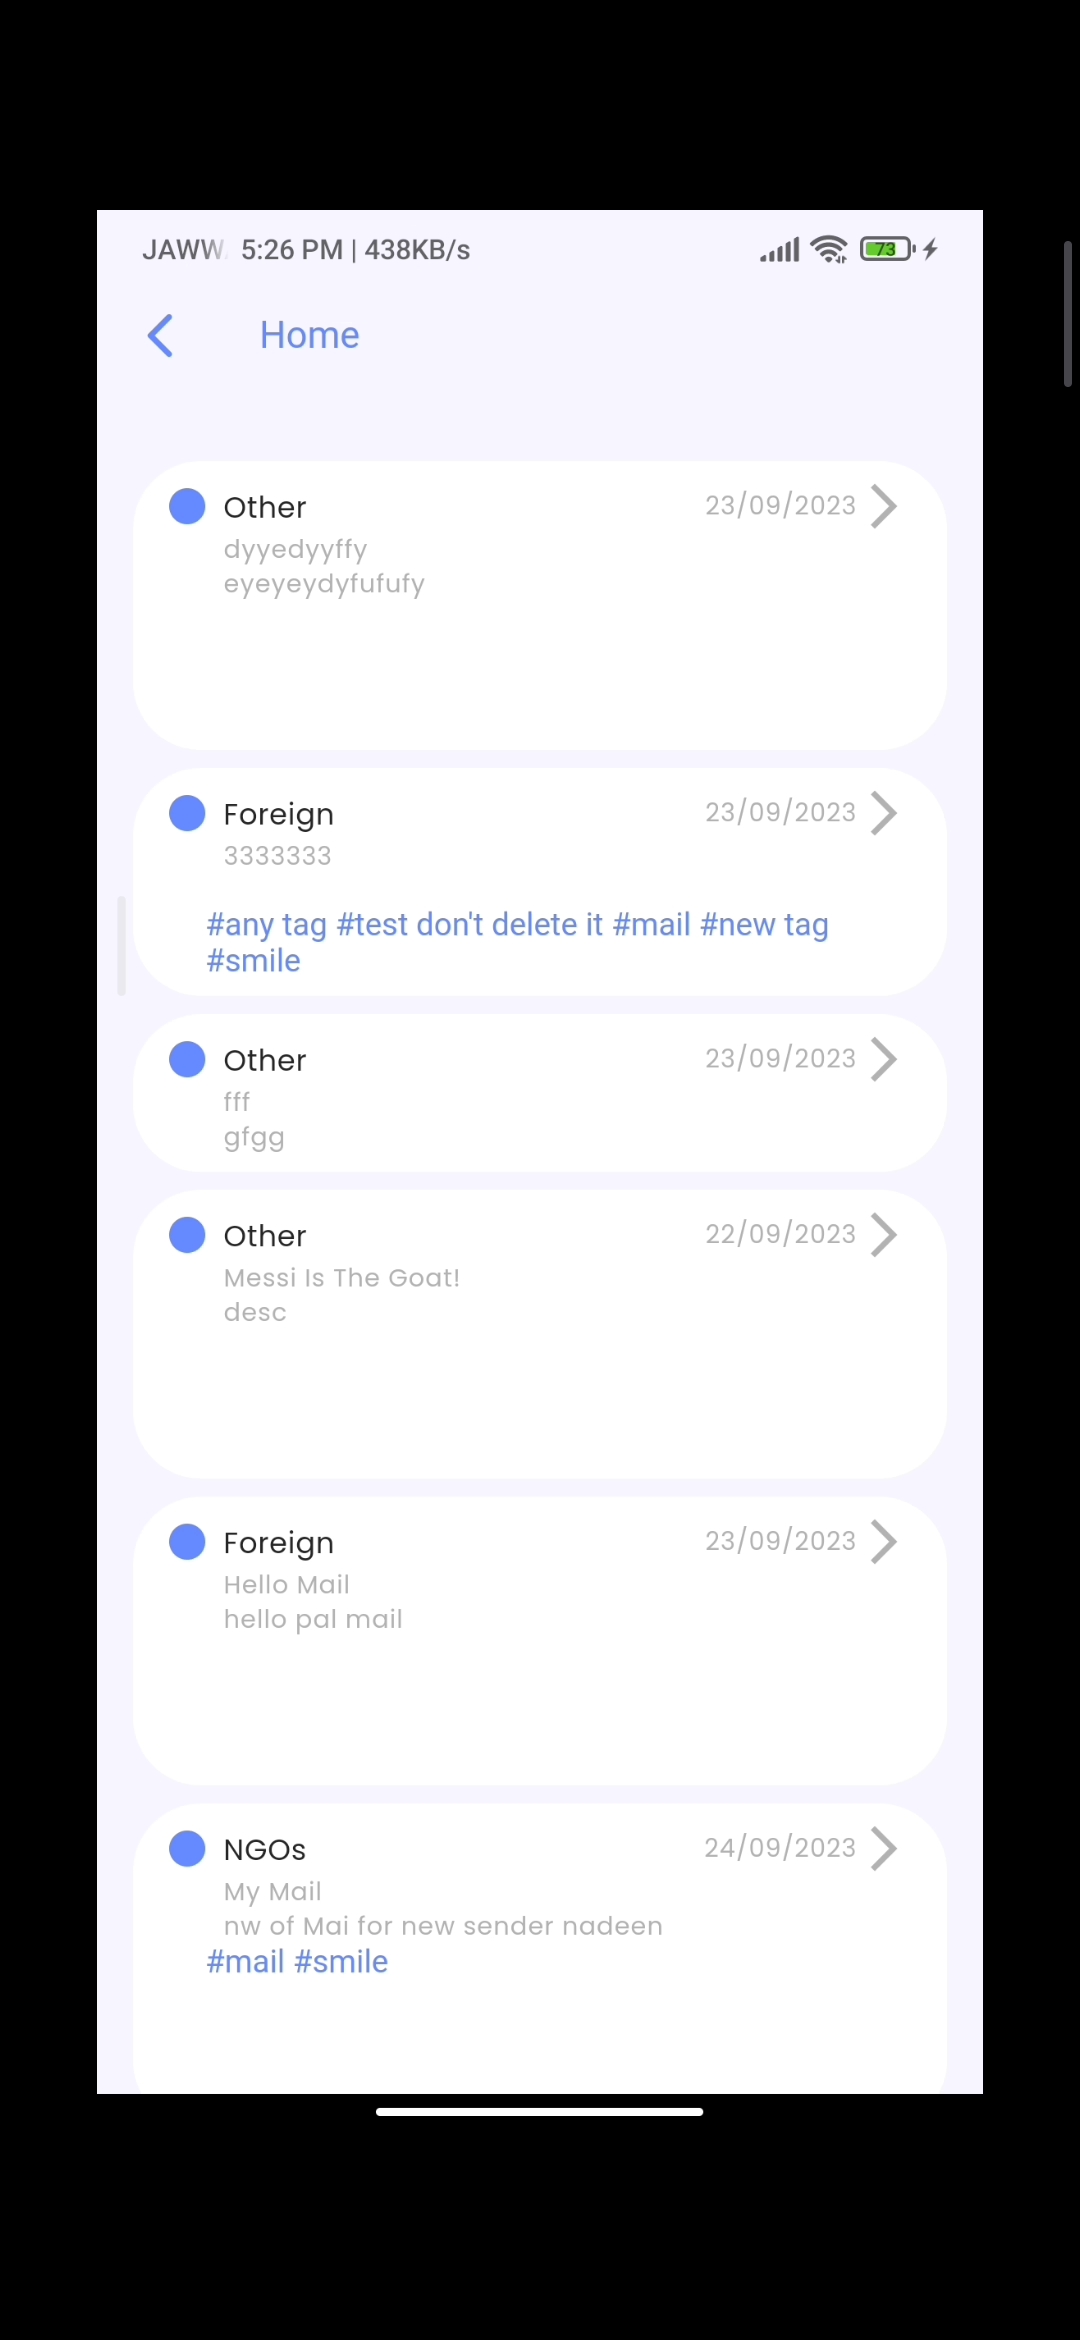 JAWW 5:26 PM | 438KB/s 73
Home
Other 23/09/2023
dyyedyyffy
eyeyeydyfufufy
Foreign 23/09/2023
3333333
#any tag #test don't delete it #mail #new tag
#smile
Other 23/09/2023
fff
gfgg
Other 22/09/2023
Messi Is The Goat!
desc
Foreign 23/09/2023
Hello Mail
hello pal mail
NGOs 24/09/2023
My Mail
nw of Mai for new sender nadeen
#mail #smile